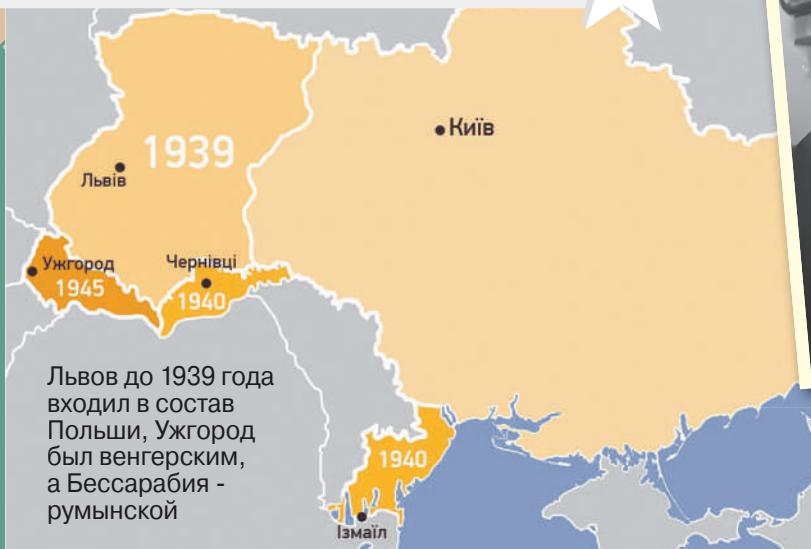 Київ
1939
Львів
Ужгород
1945
Чернівці
1940
Львов до 1939 года
входил в состав
Польши, Ужгород
был венгерским,
а Бессарабия -
румынской
1940
Ізмаїл